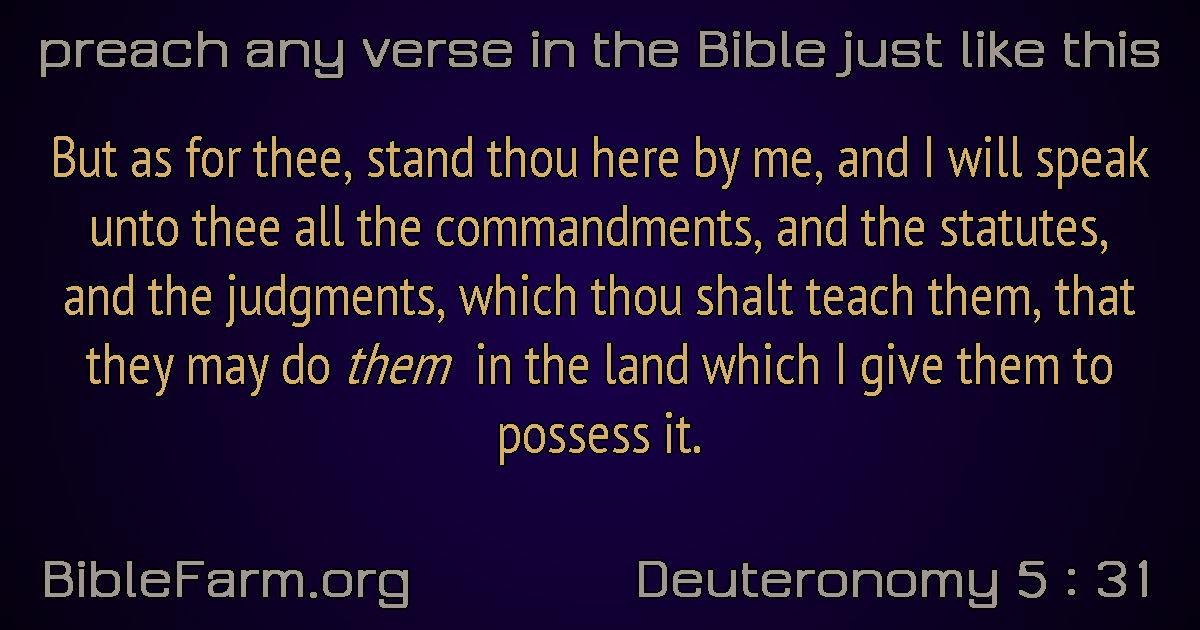 preach any verse in the Bible just like this
But as for thee, stand thou here by me, and I will speak
unto thee all the commandments, and the statutes,
and the judgments, which thou shalt teach them, that
they may do them in the land which I give them to
possess it.
BibleFarm.org
Deuteronomy 5 : 31